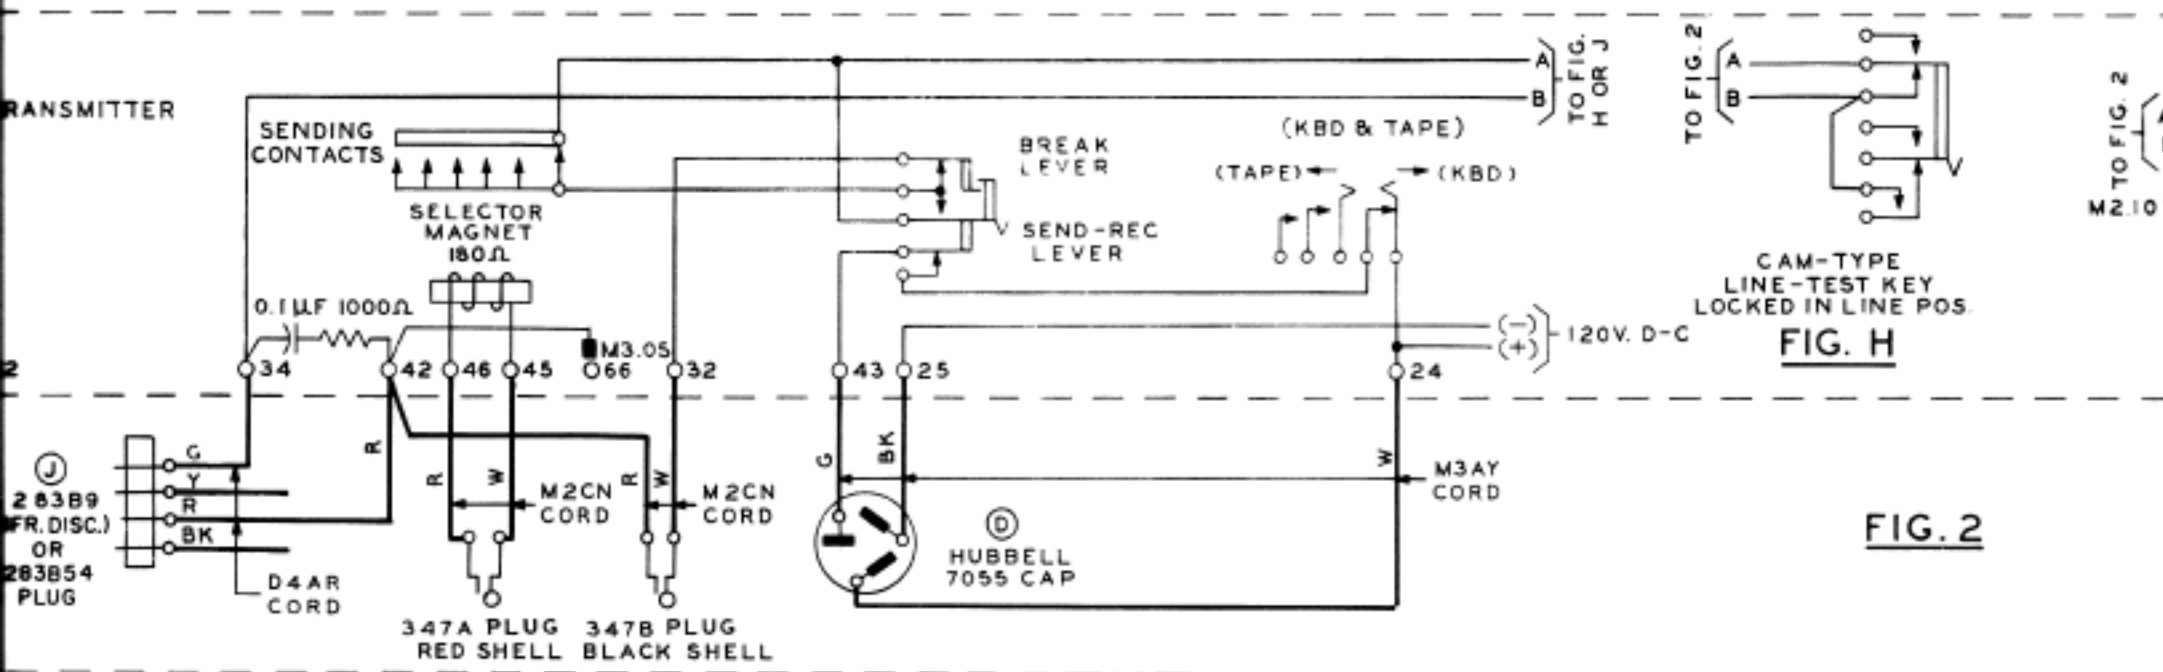 RANSMITTER
SENDING
CONTACTS
SELECTOR
MAGNET
180Ω
0.1µF 1000Ω
M3.05
BREAK
LEVER
SEND-REC
LEVER
(KBD & TAPE)
(TAPE)
(KBD)
A
B
TO FIG.
H OR J
(-)
(+)
120V. D-C
2
34
42
46
45
66
32
43
25
24
TO FIG. 2
A
B
CAM-TYPE
LINE-TEST KEY
LOCKED IN LINE POS.
FIG. H
TO FIG. 2
M2.10
J
283B9
(FR. DISC.)
OR
283B54
PLUG
G
Y
R
BK
D4AR
CORD
R
R
W
M2CN
CORD
R
W
M2CN
CORD
347A PLUG
RED SHELL
347B PLUG
BLACK SHELL
G
BK
W
M3AY
CORD
D
HUBBELL
7055 CAP
FIG. 2